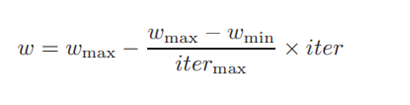 w = w_max − (w_max − w_min) / iter_max × iter